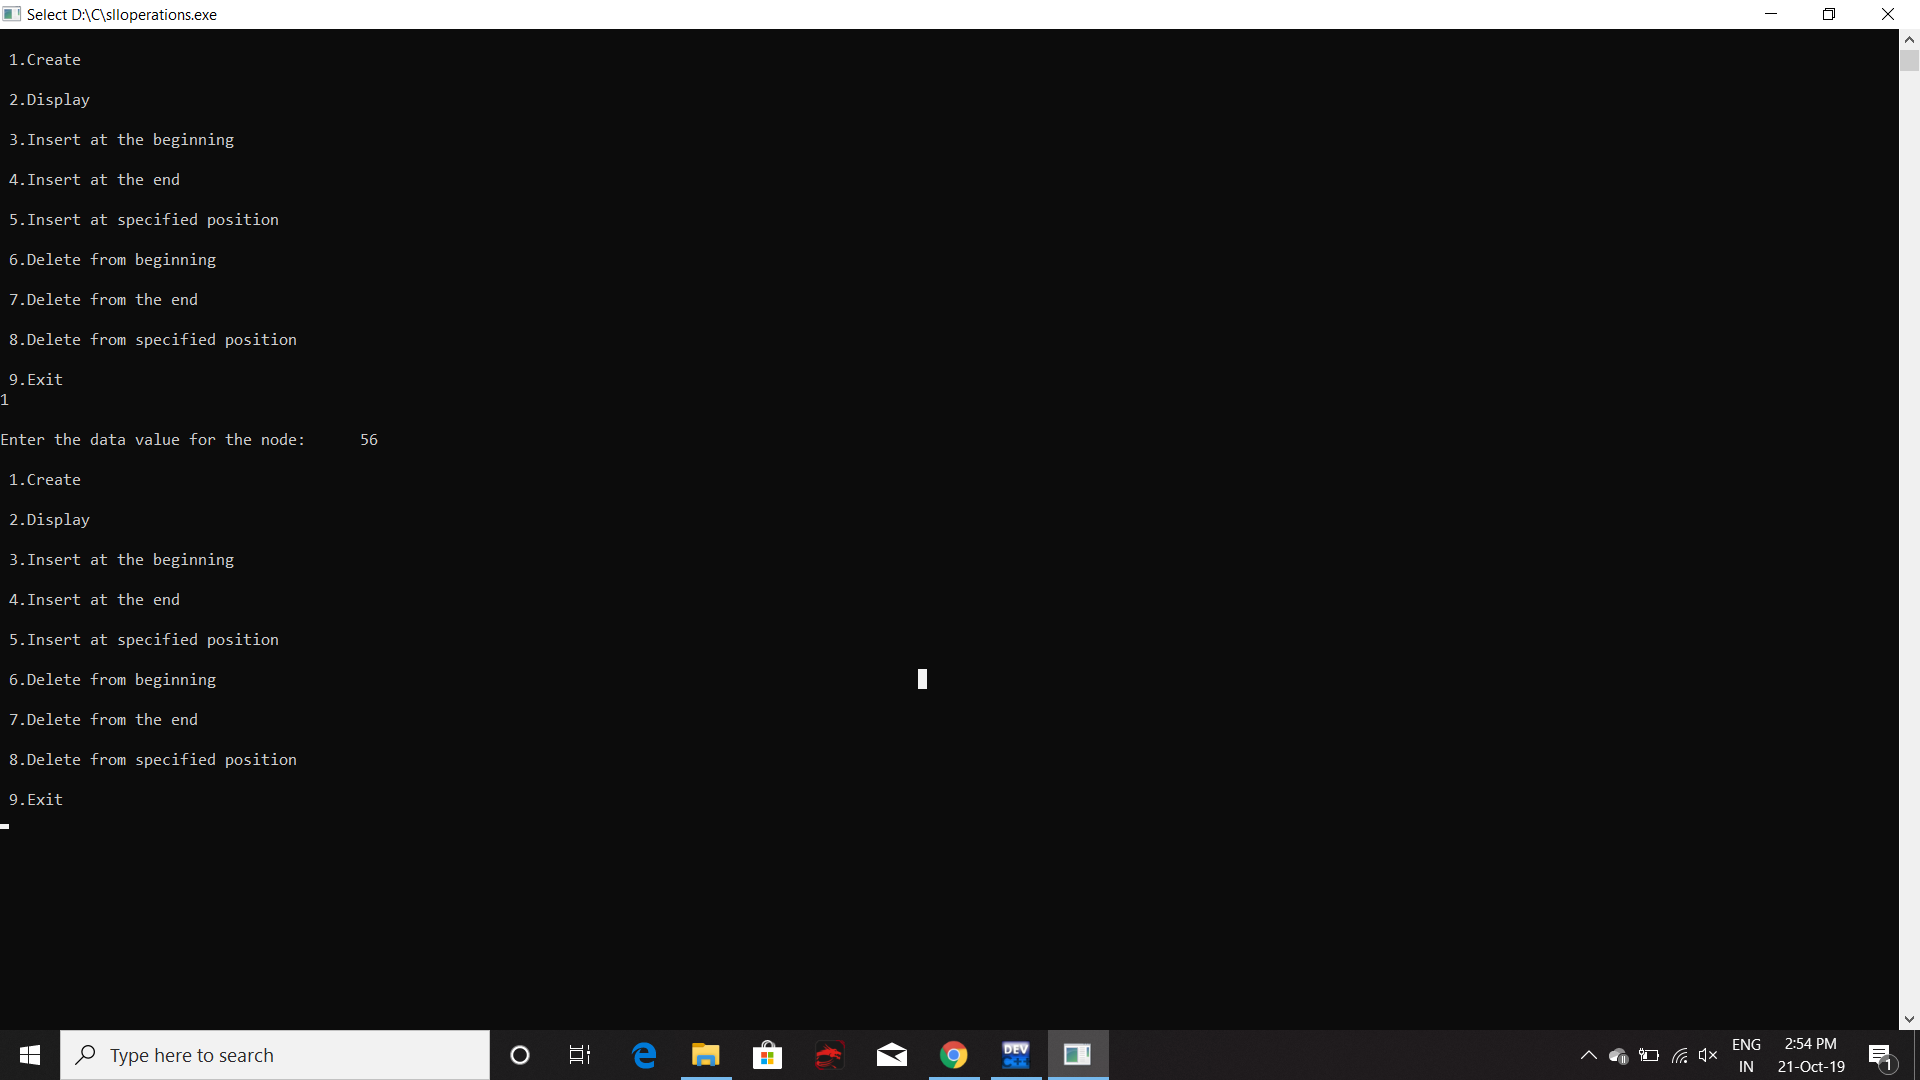 Select D:\C\slloperations.exe
1.Create
2.Display
3.Insert at the beginning
4.Insert at the end
5.Insert at specified position
6.Delete from beginning
7.Delete from the end
8.Delete from specified position
9.Exit
1
Enter the data value for the node: 56
1.Create
2.Display
3.Insert at the beginning
4.Insert at the end
5.Insert at specified position
6.Delete from beginning
7.Delete from the end
8.Delete from specified position
9.Exit
Type here to search
DEV
C++
ENG
IN
2:54 PM
21-Oct-19
1